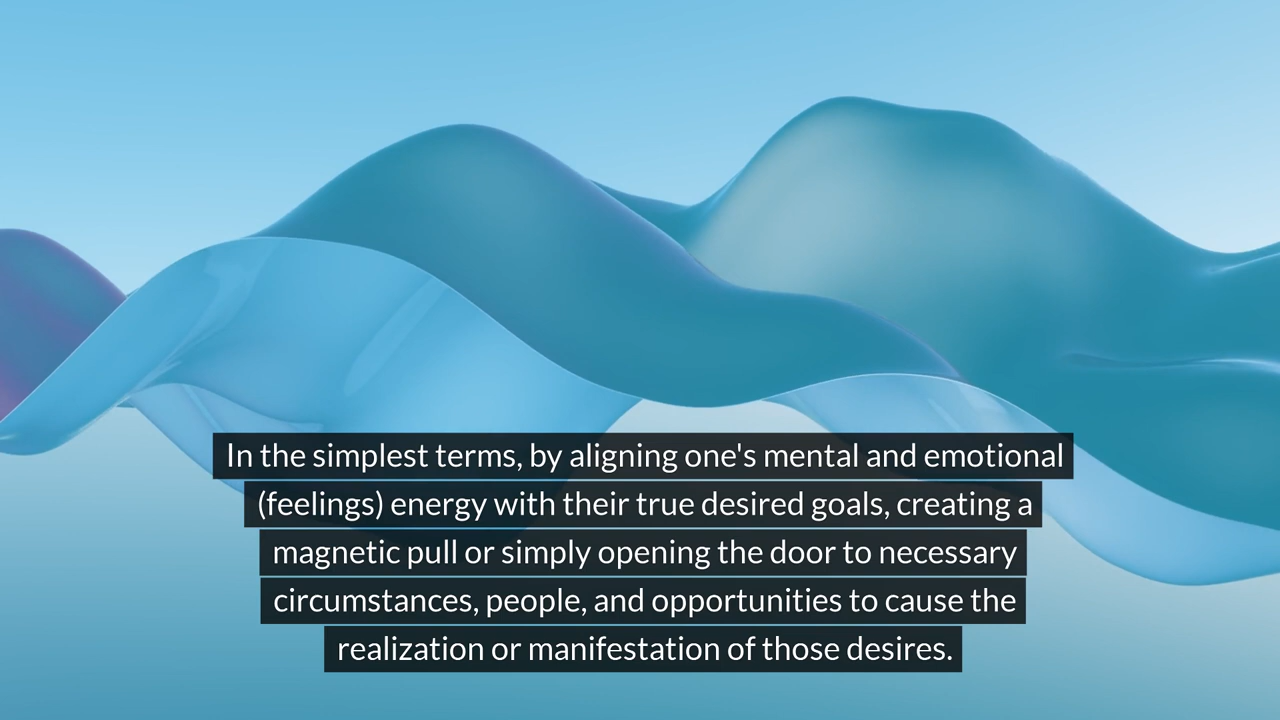 In the simplest terms, by aligning one's mental and emotional
(feelings) energy with their true desired goals, creating a
magnetic pull or simply opening the door to necessary
circumstances, people, and opportunities to cause the
realization or manifestation of those desires.